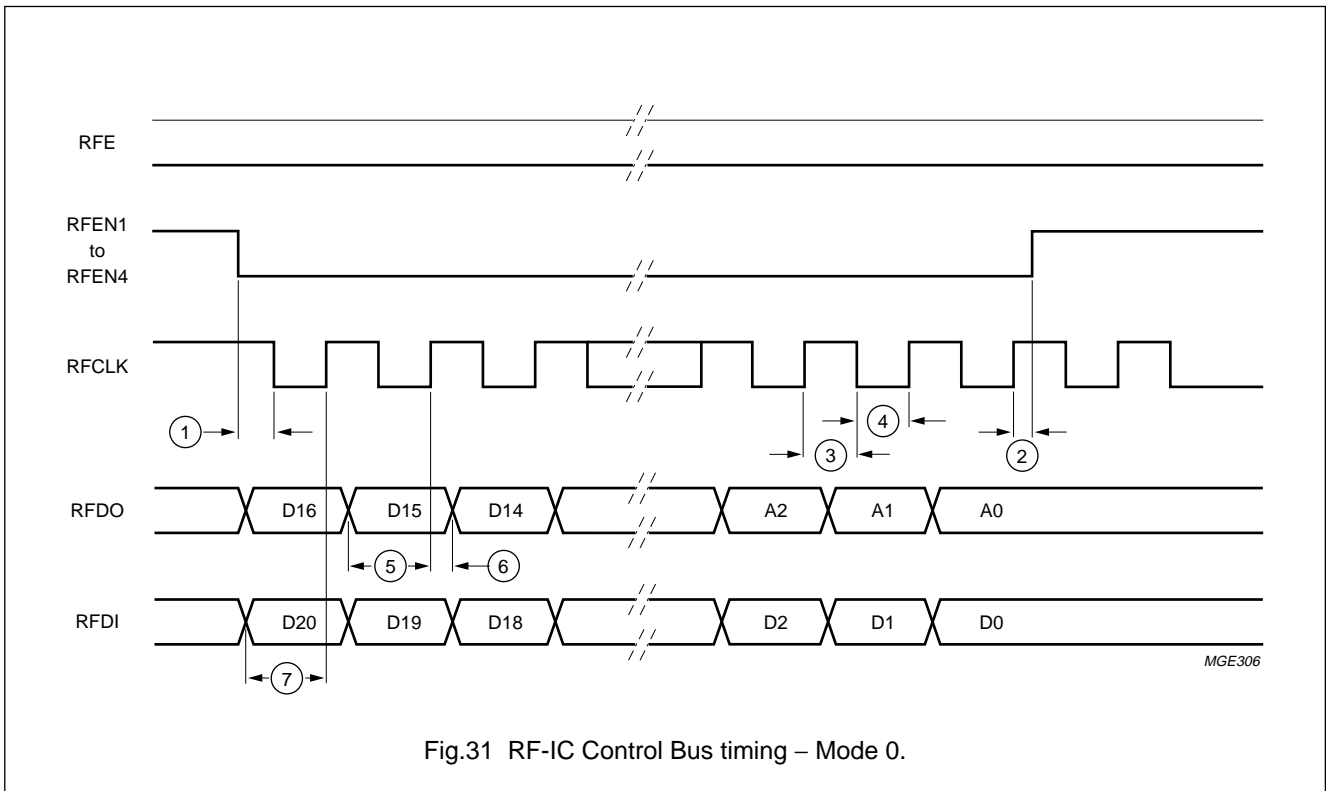 RFE
RFEN1
to
RFEN4
RFCLK
1
4
3
2
RFDO
D16
D15
D14
A2
A1
A0
5
6
RFDI
D20
D19
D18
D2
D1
D0
7
MGE306
Fig.31 RF-IC Control Bus timing − Mode 0.